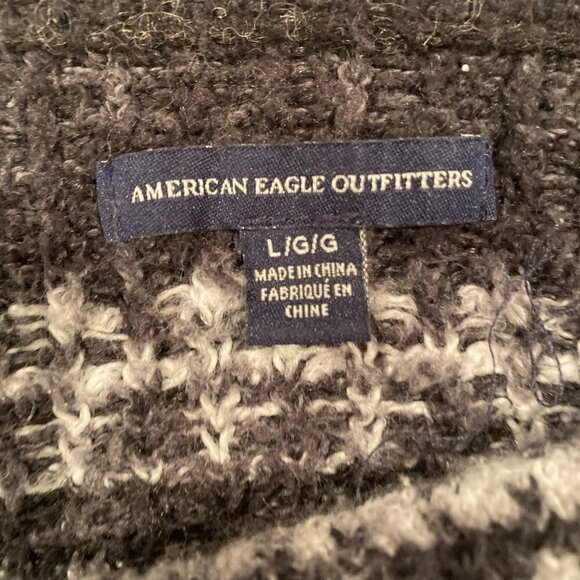 AMERICAN EAGLE OUTFITTERS
L/G/G
MADE IN CHINA
FABRIQUÉ EN
CHINE